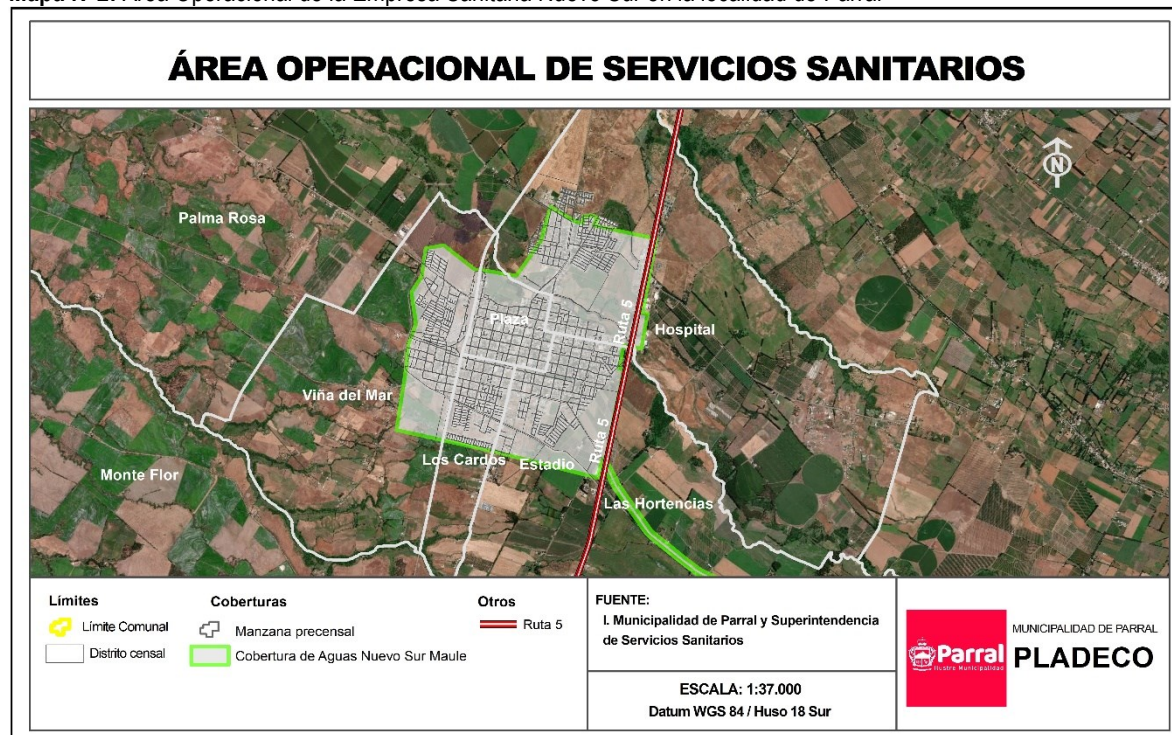 Mapa N°2. Área Operacional de la Empresa Sanitaria Nuevo Sur en la localidad de Parral
ÁREA OPERACIONAL DE SERVICIOS SANITARIOS
N
Palma Rosa
Plaza
Ruta 5
Hospital
Viña del Mar
Los Cardos
Estadio
Ruta 5
Monte Flor
Las Hortencias
Límites
Límite Comunal
Distrito censal
Coberturas
Manzana precensal
Cobertura de Aguas Nuevo Sur Maule
Otros
Ruta 5
FUENTE:
I. Municipalidad de Parral y Superintendencia
de Servicios Sanitarios
ESCALA: 1:37.000
Datum WGS 84 / Huso 18 Sur
Parral
Ilustre Municipalidad
MUNICIPALIDAD DE PARRAL
PLADECO